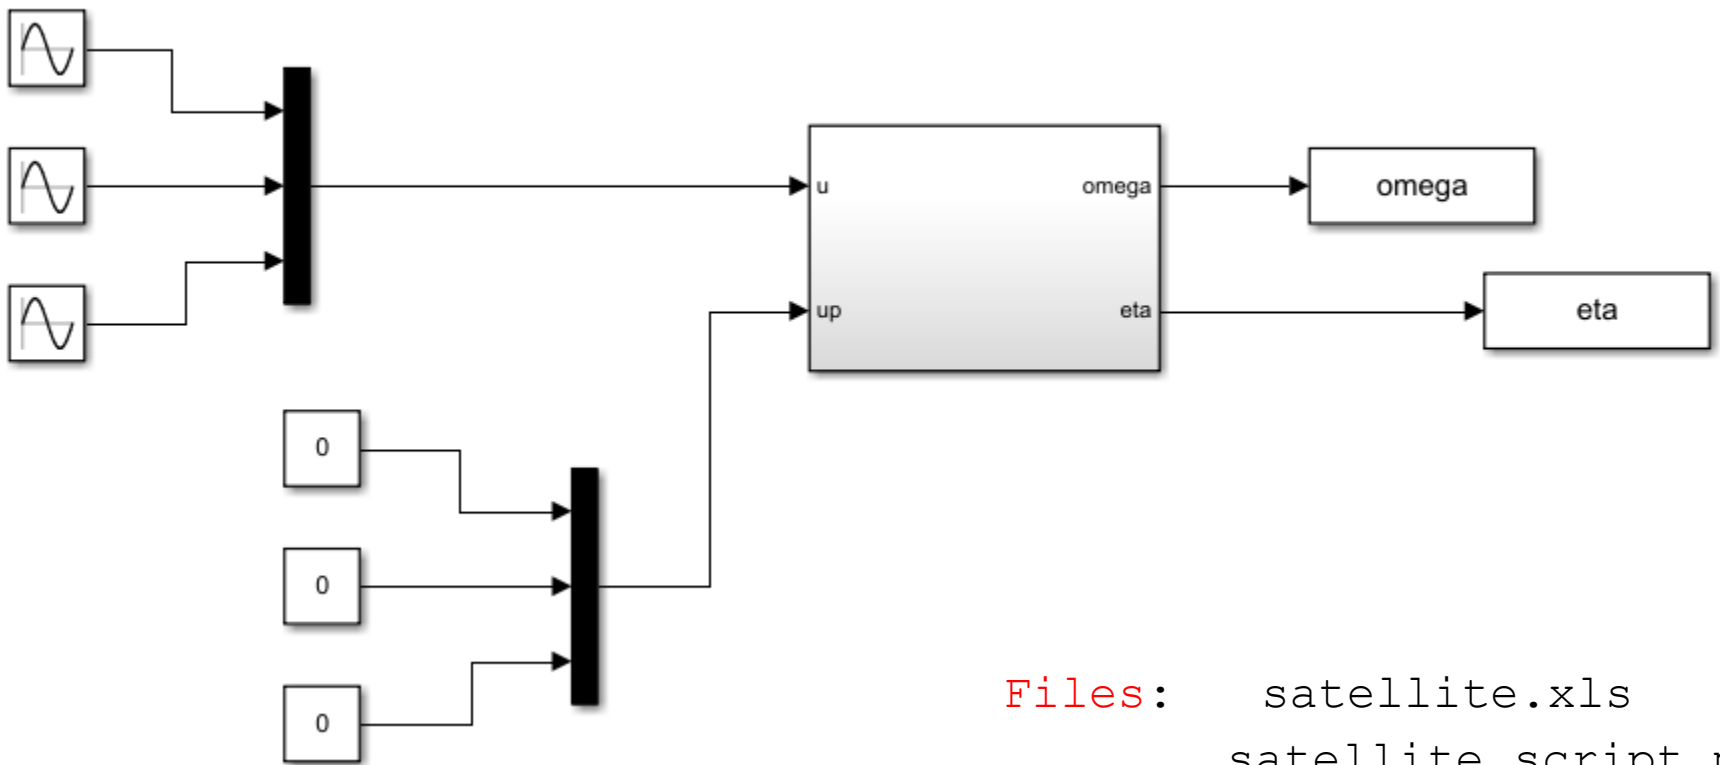 u
omega
omega
up
eta
eta
0
0
0
Files: satellite.xls
satellite script